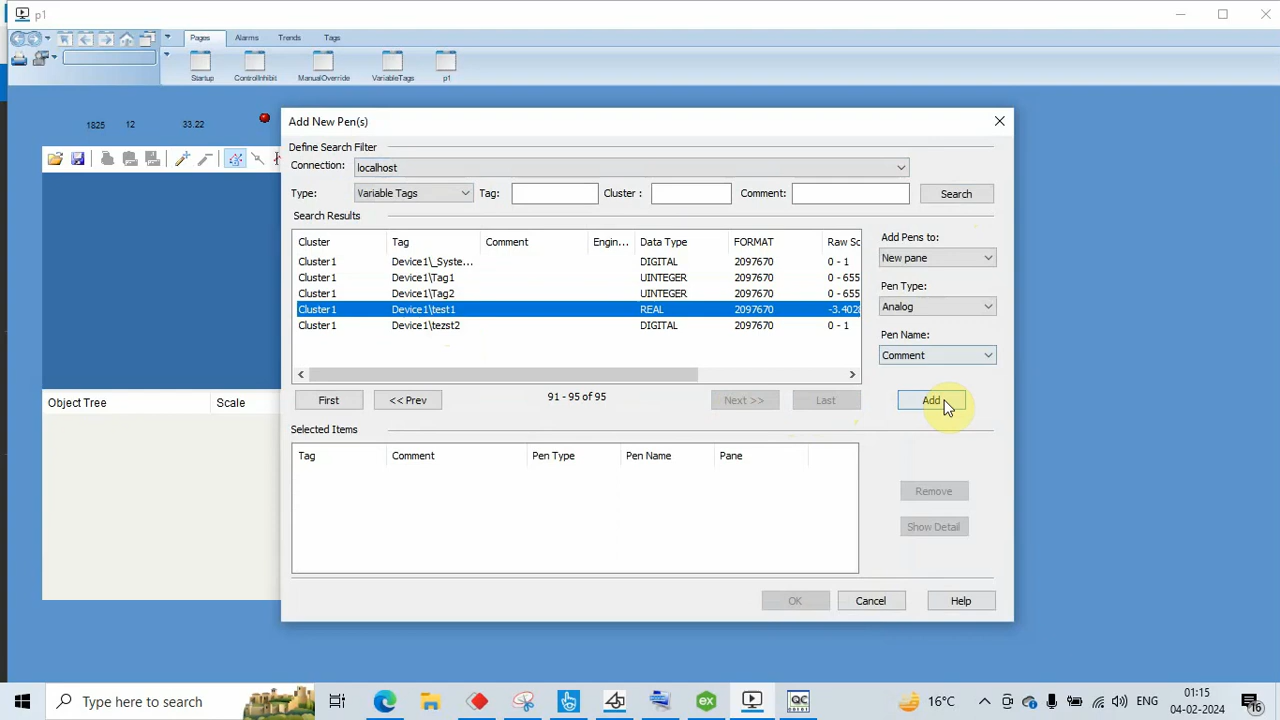 p1
Pages Alarms Trends Tags
Startup ControlInhibit ManualOverride VariableTags p1
1825 12 33.22
Add New Pen(s)
Define Search Filter
Connection: localhost
Type: Variable Tags Tag: Cluster : Comment: Search
Search Results
Cluster Tag Comment Engin... Data Type FORMAT Raw Sc
Cluster1 Device1\_Syste... DIGITAL 2097670 0 - 1
Cluster1 Device1\Tag1 UINTEGER 2097670 0 - 655
Cluster1 Device1\Tag2 UINTEGER 2097670 0 - 655
Cluster1 Device1\test1 REAL 2097670 -3.4028
Cluster1 Device1\tezst2 DIGITAL 2097670 0 - 1
Add Pens to:
New pane
Pen Type:
Analog
Pen Name:
Comment
First << Prev 91 - 95 of 95 Next >> Last Add
Object Tree Scale
Selected Items
Tag Comment Pen Type Pen Name Pane
Remove
Show Detail
OK Cancel Help
Type here to search
QC
16°C
ENG
01:15
04-02-2024
16